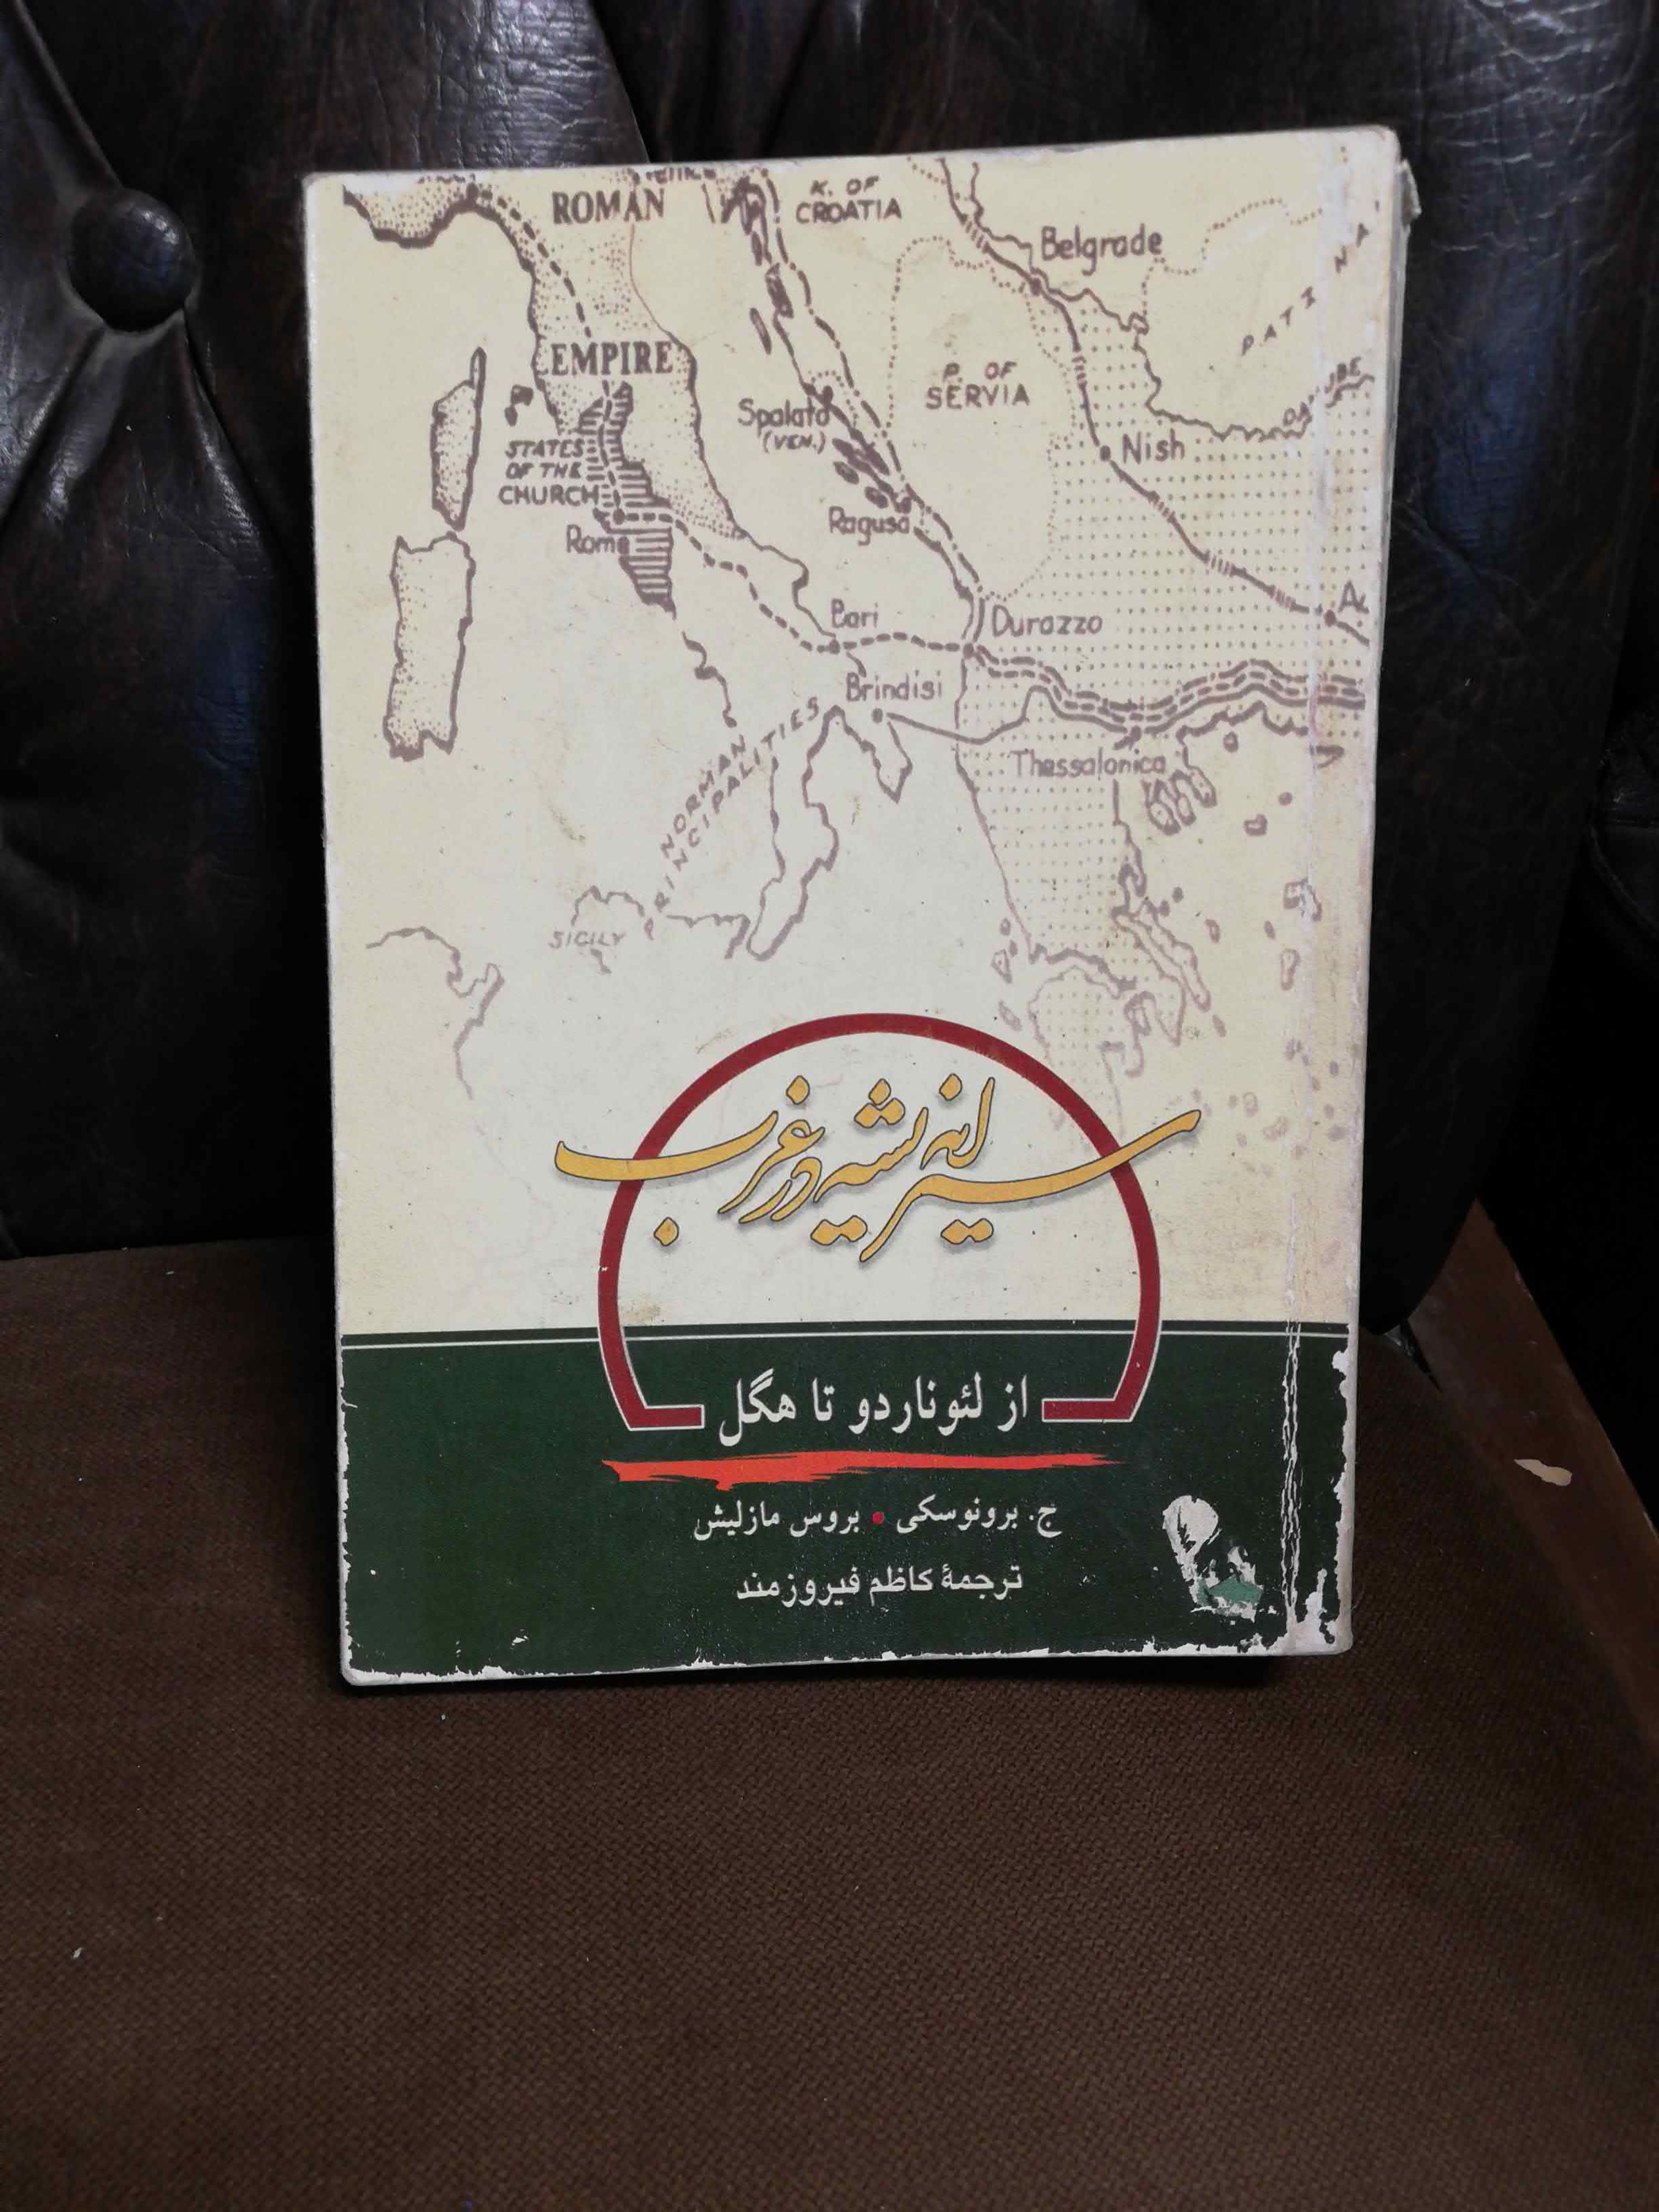 ROMAN
K. OF
CROATIA
Belgrade
EMPIRE
P. OF
SERVIA
Spalato
(VEN.)
Nish
STATES
OF THE
CHURCH
Rome
Ragusa
Bari
Durazzo
Brindisi
Thessalonica
NORMAN
PRINCIPALITIES
SICILY
سیر اندیشه در غرب
از لئوناردو تا هگل
ج. برونوسکی • بروس مازلیش
ترجمهٔ کاظم فیروزمند